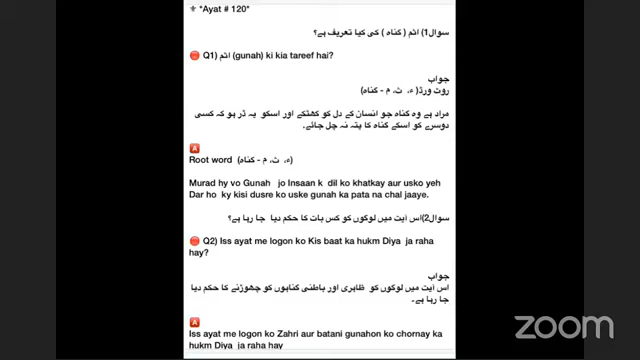 ⚜ *Ayat # 120*
سوال1) اثم ( گناہ ) کی کیا تعریف ہے؟
🔴 Q1) اثم (gunah) ki kia tareef hai?
جواب
روٹ ورڈ( ء، ث، م - گناہ)
مراد ہے وہ گناہ جو انسان کے دل کو کھٹکے اور اسکو یہ ڈر ہو کہ کسی
دوسرے کو اسکے گناہ کا پتہ نہ چل جائے۔
🅰
Root word (ء، ث، م - گناہ)
Murad hy vo Gunah jo Insaan k dil ko khatkay aur usko yeh
Dar ho ky kisi dusre ko uske gunah ka pata na chal jaaye.
سوال2)اس آیت میں لوگوں کو کس بات کا حکم دیا جا رہا ہے؟
🔴 Q2) Iss ayat me logon ko Kis baat ka hukm Diya ja raha
hay?
جواب
اس آیت میں لوگوں کو ظاہری اور باطنی گناہوں کو چھوڑنے کا حکم دیا
جا رہا ہے۔
🅰
Iss ayat me logon ko Zahri aur batani gunahon ko chornay ka
hukm Diya ja raha hay
zoom